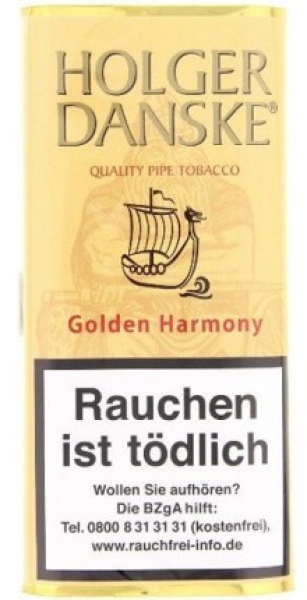 HOLGER
DANSKE®
QUALITY PIPE TOBACCO
Golden Harmony
Rauchen
ist tödlich
Wollen Sie aufhören?
Die BZgA hilft:
Tel. 0800 8 31 31 31 (kostenfrei),
www.rauchfrei-info.de